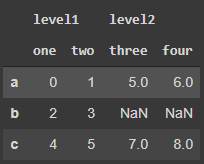 level1 level2
one two three four
a 0 1 5.0 6.0
b 2 3 NaN NaN
c 4 5 7.0 8.0